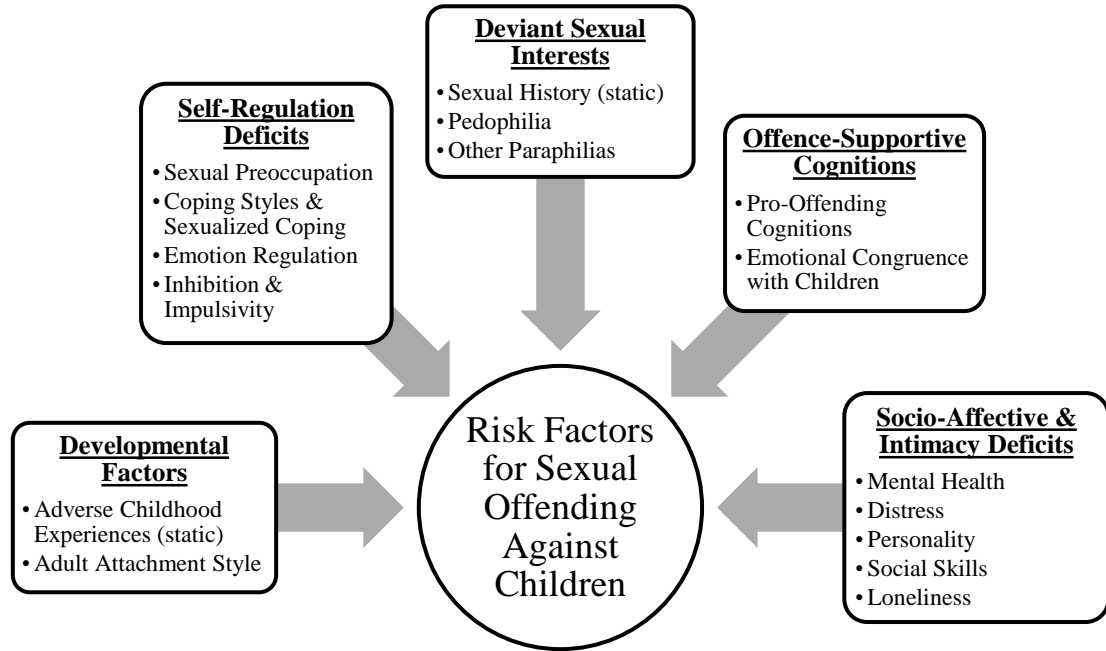 Deviant Sexual
Interests
• Sexual History (static)
• Pedophilia
• Other Paraphilias
Self-Regulation
Deficits
• Sexual Preoccupation
• Coping Styles &
Sexualized Coping
• Emotion Regulation
• Inhibition &
Impulsivity
Offence-Supportive
Cognitions
• Pro-Offending
Cognitions
• Emotional Congruence
with Children
Developmental
Factors
• Adverse Childhood
Experiences (static)
• Adult Attachment Style
Risk Factors
for Sexual
Offending
Against
Children
Socio-Affective &
Intimacy Deficits
• Mental Health
• Distress
• Personality
• Social Skills
• Loneliness